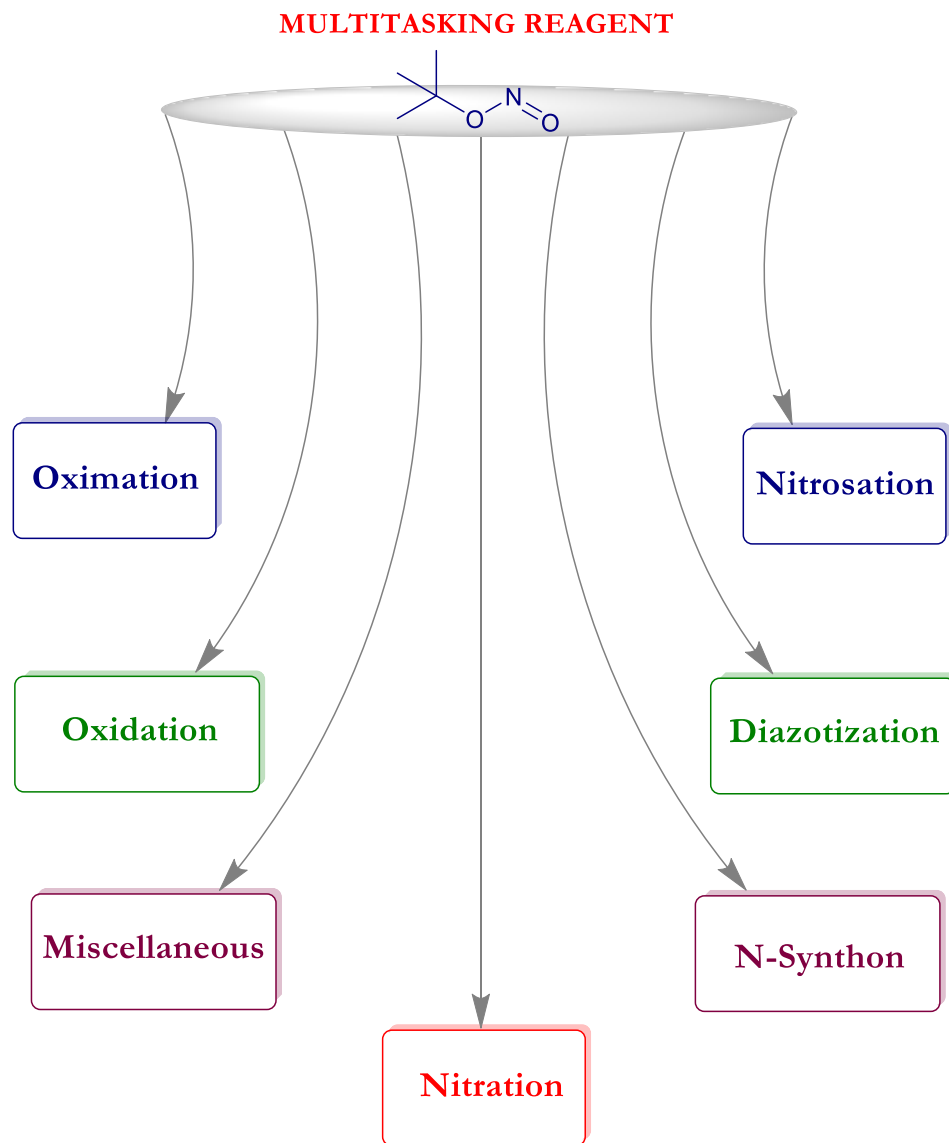 MULTITASKING REAGENT
N
O
O
Oximation
Nitrosation
Oxidation
Diazotization
Miscellaneous
N-Synthon
Nitration